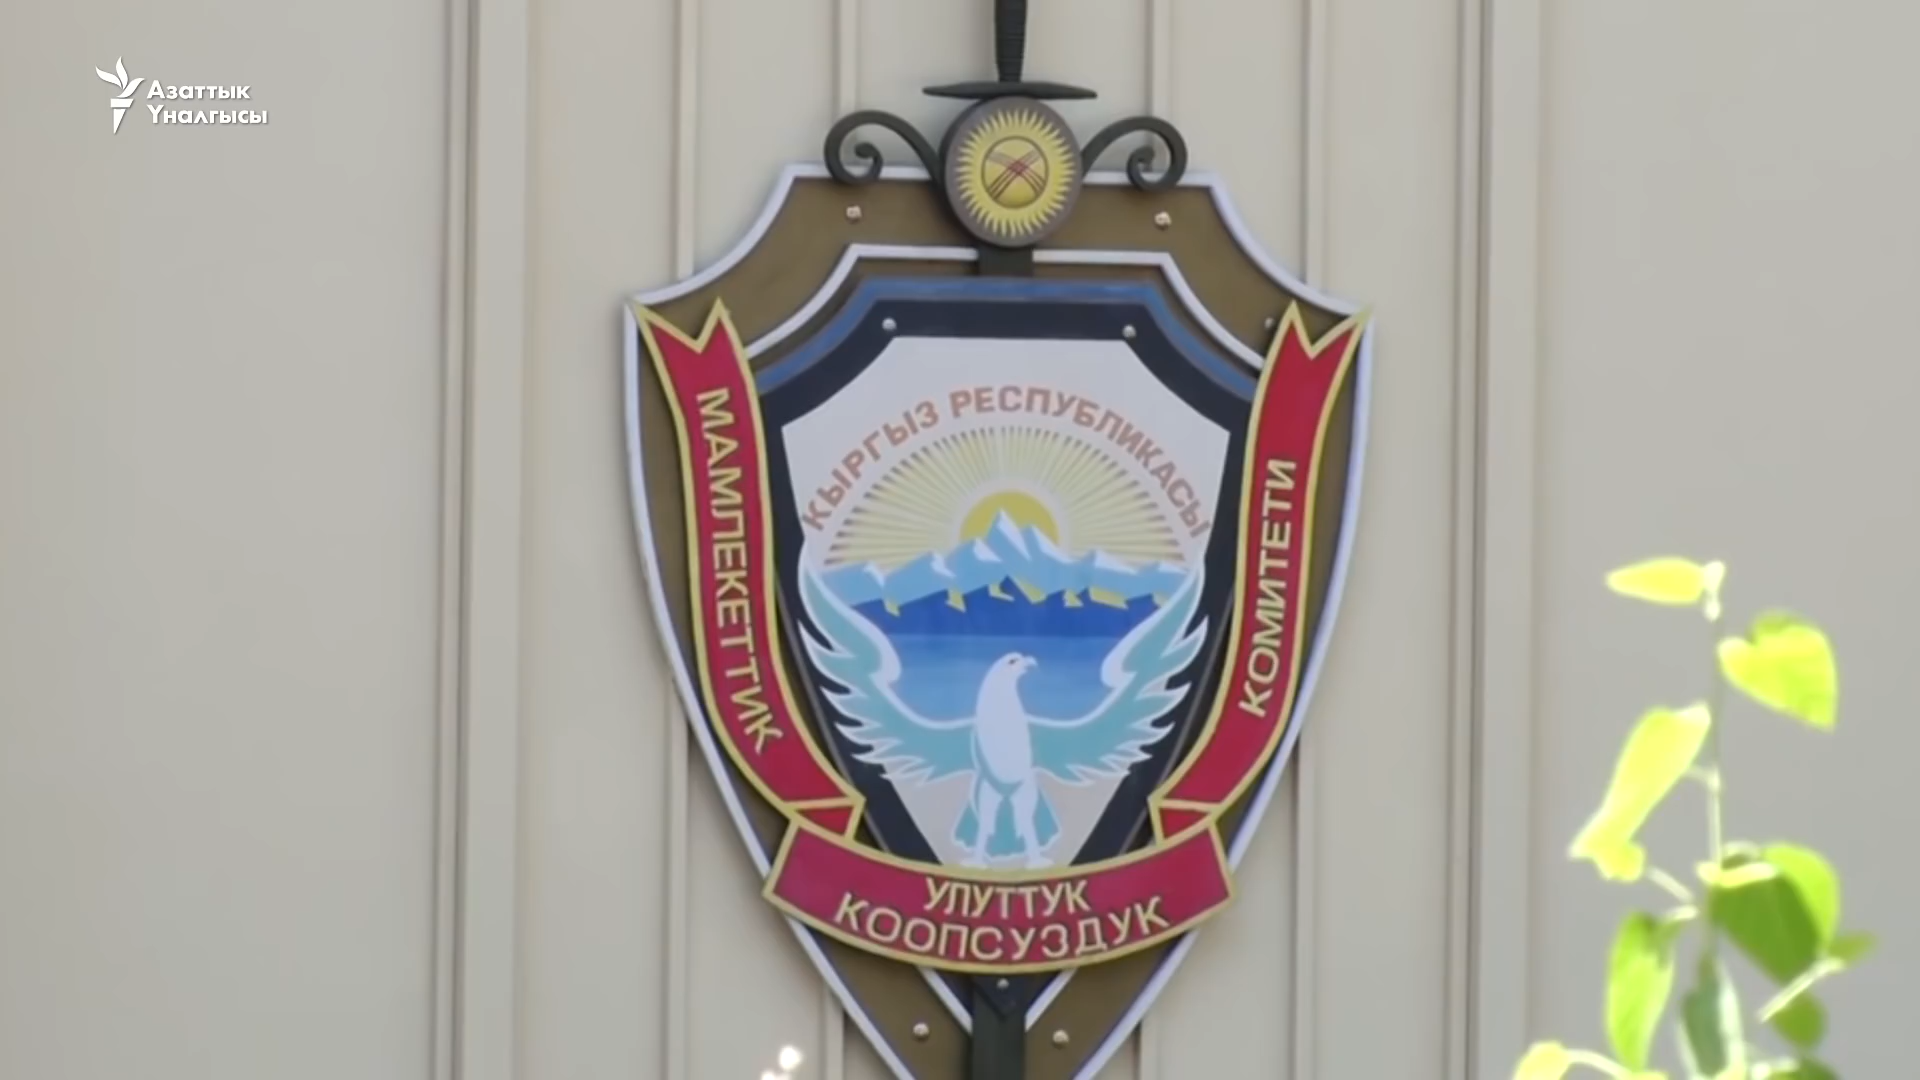 Азаттык
Үналгысы
КЫРГЫЗ РЕСПУБЛИКАСЫ
МАМЛЕКЕТТИК
УЛУТТУК
КООПСУЗДУК
КОМИТЕТИ